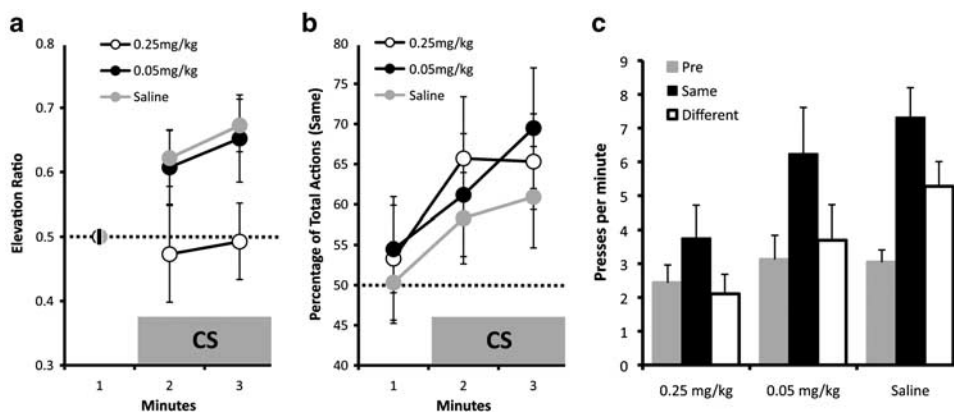 a
0.8
0.7
0.6
0.5
0.4
0.3
Elevation Ratio
0.25mg/kg
0.05mg/kg
Saline
CS
1 2 3
Minutes
b
80
75
70
65
60
55
50
45
40
Percentage of Total Actions (Same)
0.25mg/kg
0.05mg/kg
Saline
CS
1 2 3
Minutes
c
9
8
7
6
5
4
3
2
1
0
Presses per minute
Pre
Same
Different
0.25 mg/kg 0.05 mg/kg Saline